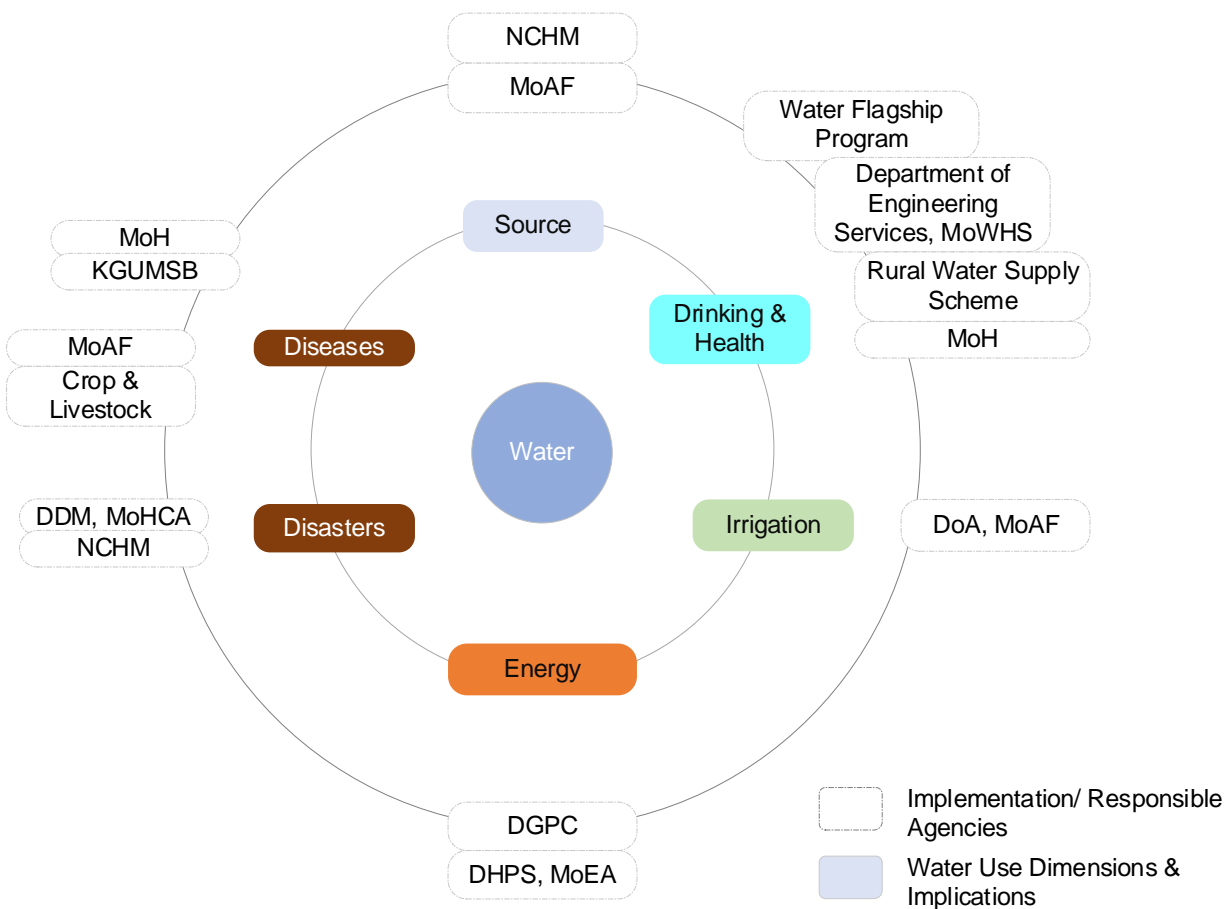 NCHM
MoAF
Water Flagship
Program
Department of
Engineering
Services, MoWHS
Rural Water Supply
Scheme
MoH
MoH
KGUMSB
MoAF
Crop &
Livestock
DDM, MoHCA
NCHM
Source
Drinking &
Health
Diseases
Water
Disasters
Irrigation
DoA, MoAF
Energy
DGPC
DHPS, MoEA
Implementation/ Responsible
Agencies
Water Use Dimensions &
Implications